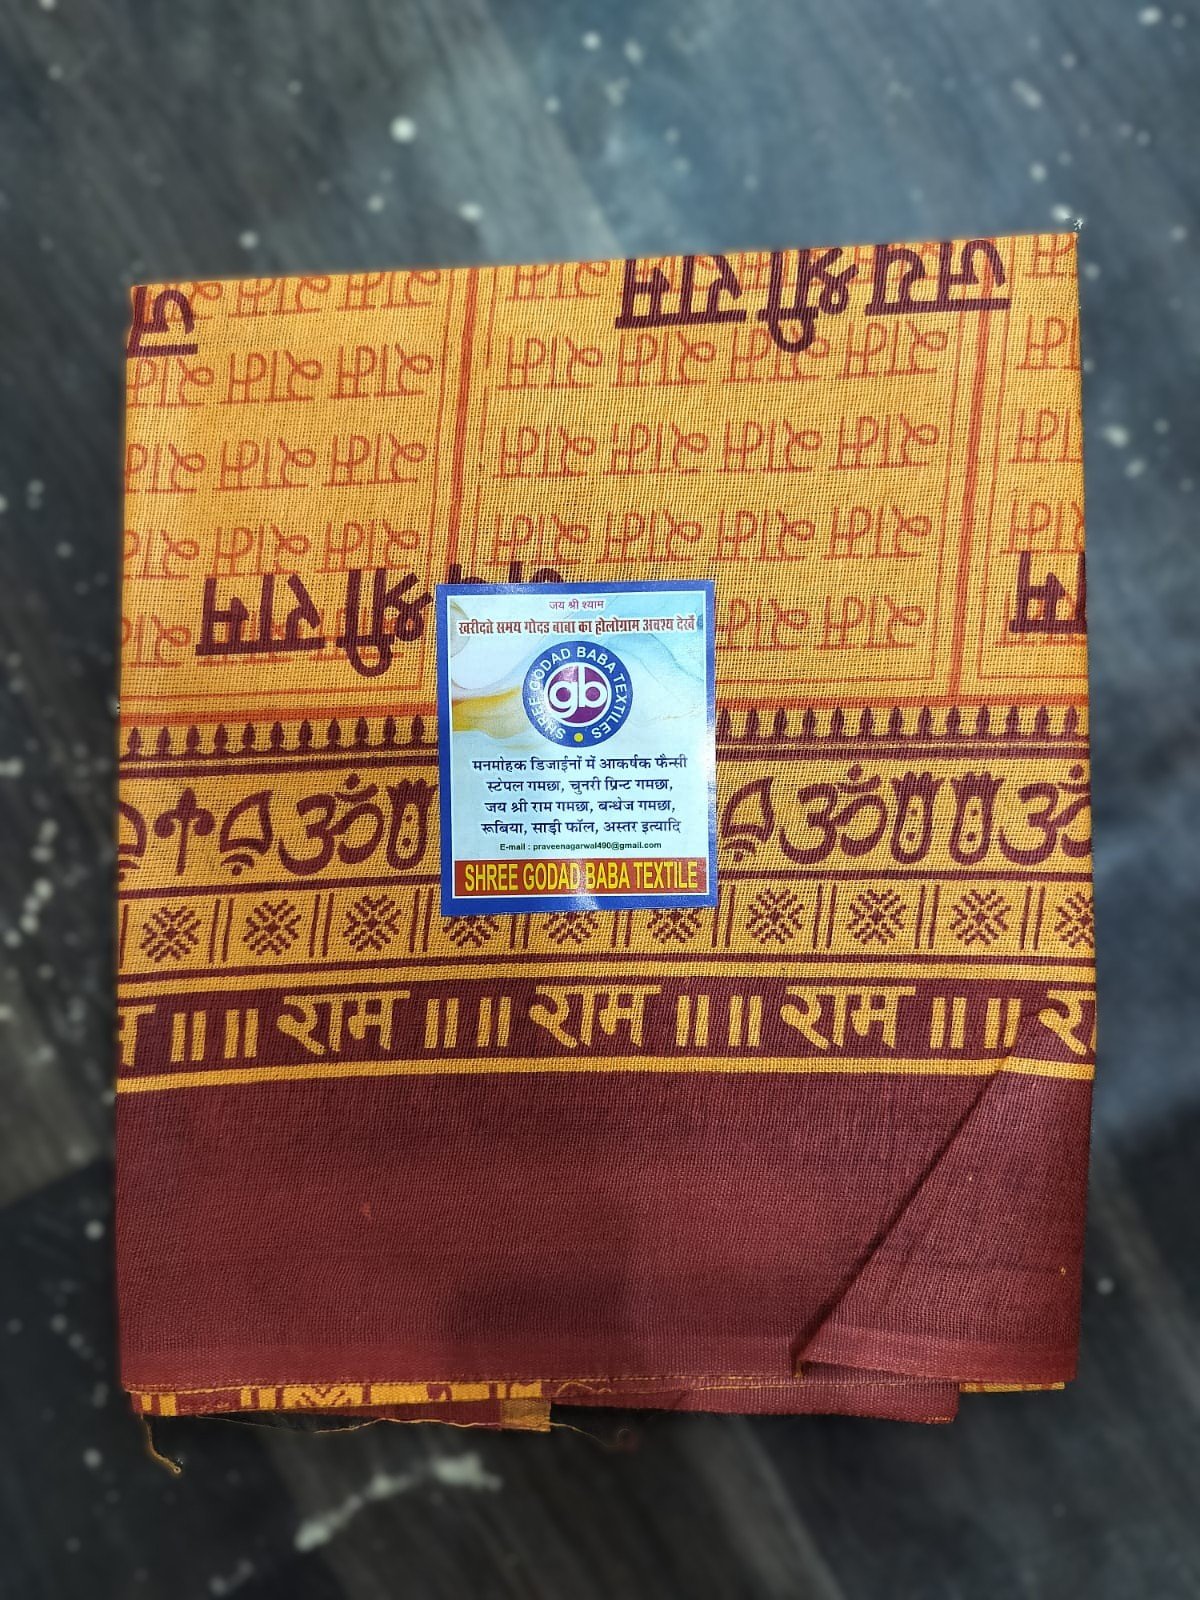 जय श्री राम
राम राम राम राम
राम राम राम राम
राम राम राम राम
राम राम राम राम
श्री राम
जय श्री श्याम
खरीदते समय गोदड बाबा का होलोग्राम अवश्य देखें
SHREE GODAD BABA TEXTILES
gb
मनमोहक डिजाईनों में आकर्षक फैन्सी
स्टेपल गमछा, चुनरी प्रिन्ट गमछा,
जय श्री राम गमछा, बन्धेज गमछा,
रूबिया, साड़ी फॉल, अस्तर इत्यादि
E-mail : praveenagarwal490@gmail.com
SHREE GODAD BABA TEXTILE
ॐ ॐ ॐ
॥ राम ॥ ॥ राम ॥ ॥ राम ॥ ॥